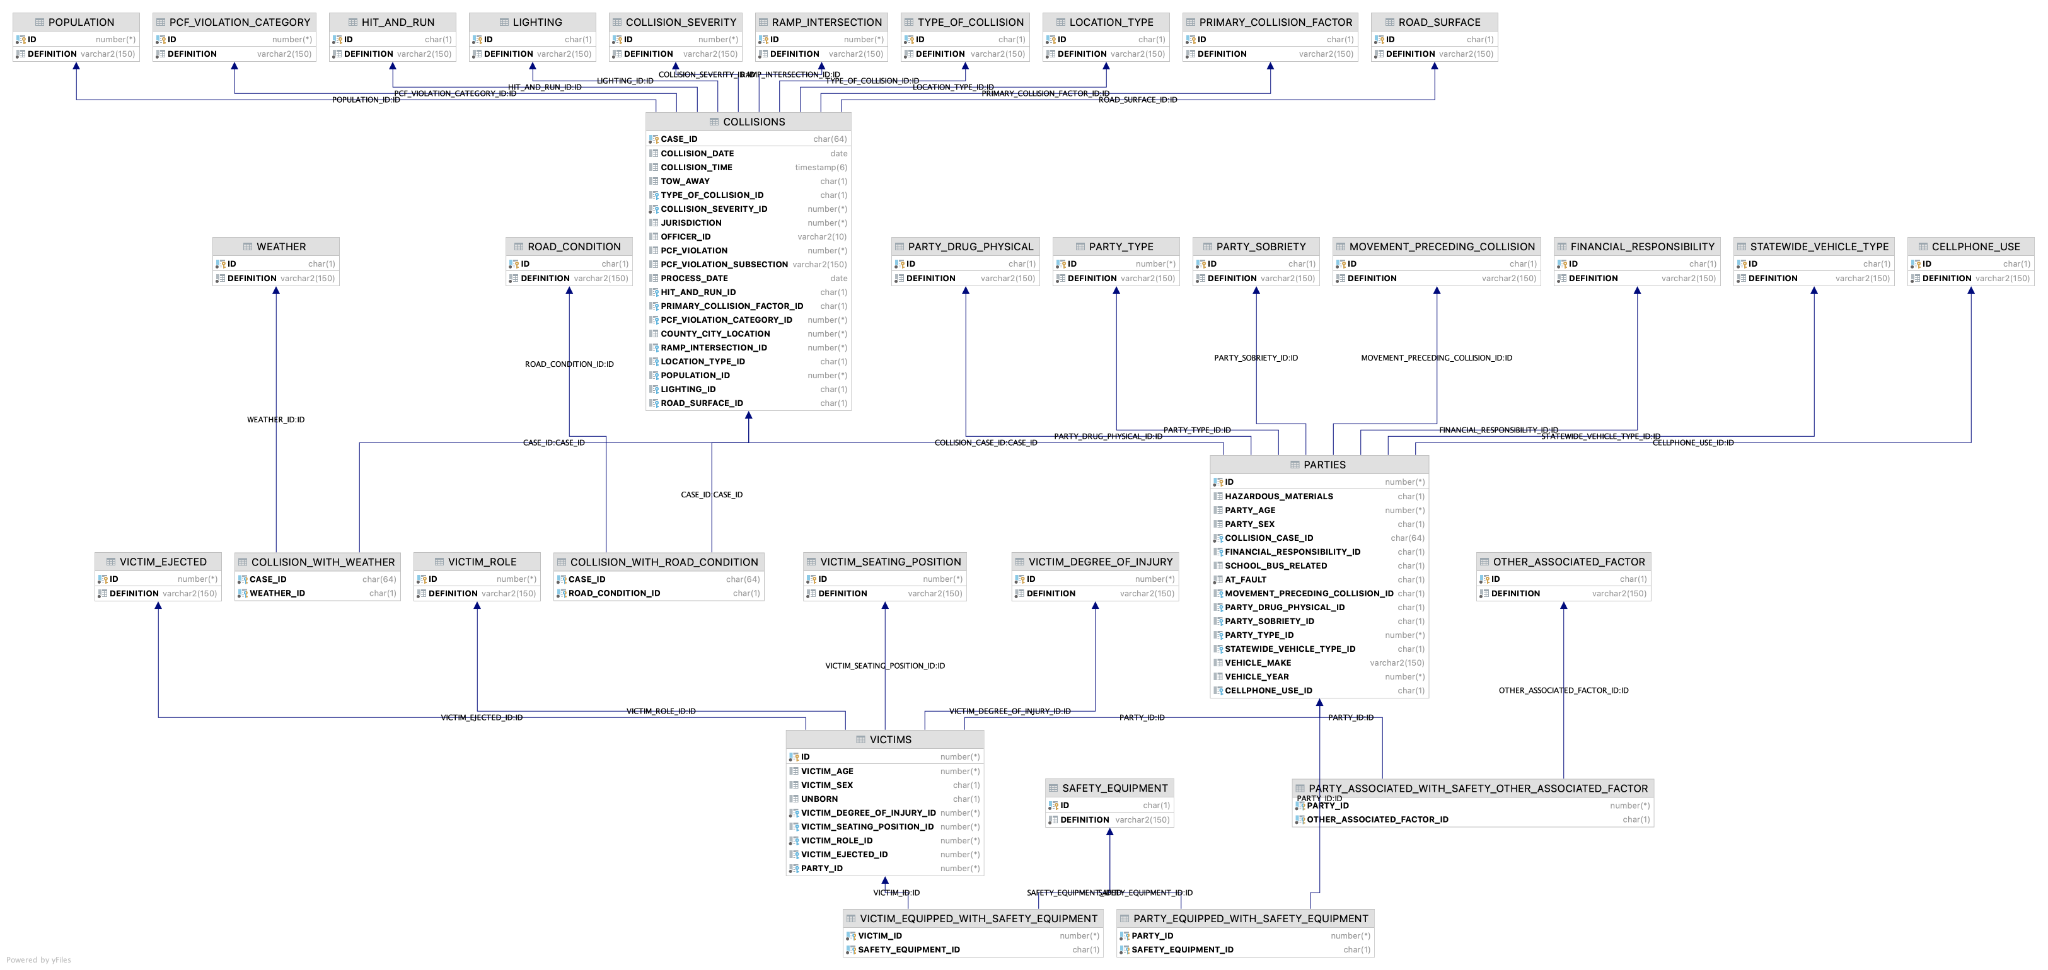 POPULATION
ID number(*)
DEFINITION varchar2(150)
PCF_VIOLATION_CATEGORY
ID number(*)
DEFINITION varchar2(150)
HIT_AND_RUN
ID char(1)
DEFINITION varchar2(150)
LIGHTING
ID char(1)
DEFINITION varchar2(150)
COLLISION_SEVERITY
ID number(*)
DEFINITION varchar2(150)
RAMP_INTERSECTION
ID number(*)
DEFINITION varchar2(150)
TYPE_OF_COLLISION
ID char(1)
DEFINITION varchar2(150)
LOCATION_TYPE
ID char(1)
DEFINITION varchar2(150)
PRIMARY_COLLISION_FACTOR
ID char(1)
DEFINITION varchar2(150)
ROAD_SURFACE
ID char(1)
DEFINITION varchar2(150)
LIGHTING_ID:ID
TYPE_OF_COLLISION_ID:ID
HIT_AND_RUN_ID:ID
LOCATION_TYPE_ID:ID
PCF_VIOLATION_CATEGORY_ID:ID
PRIMARY_COLLISION_FACTOR_ID:ID
POPULATION_ID:ID
ROAD_SURFACE_ID:ID
COLLISIONS
CASE_ID char(64)
COLLISION_DATE date
COLLISION_TIME timestamp(6)
TOW_AWAY char(1)
TYPE_OF_COLLISION_ID char(1)
COLLISION_SEVERITY_ID number(*)
JURISDICTION number(*)
OFFICER_ID varchar2(10)
PCF_VIOLATION number(*)
PCF_VIOLATION_SUBSECTION varchar2(150)
PROCESS_DATE date
HIT_AND_RUN_ID char(1)
PRIMARY_COLLISION_FACTOR_ID char(1)
PCF_VIOLATION_CATEGORY_ID number(*)
COUNTY_CITY_LOCATION number(*)
RAMP_INTERSECTION_ID number(*)
LOCATION_TYPE_ID char(1)
POPULATION_ID number(*)
LIGHTING_ID char(1)
ROAD_SURFACE_ID char(1)
WEATHER
ID char(1)
DEFINITION varchar2(150)
ROAD_CONDITION
ID char(1)
DEFINITION varchar2(150)
PARTY_DRUG_PHYSICAL
ID char(1)
DEFINITION varchar2(150)
PARTY_TYPE
ID number(*)
DEFINITION varchar2(150)
PARTY_SOBRIETY
ID char(1)
DEFINITION varchar2(150)
MOVEMENT_PRECEDING_COLLISION
ID char(1)
DEFINITION varchar2(150)
FINANCIAL_RESPONSIBILITY
ID char(1)
DEFINITION varchar2(150)
STATEWIDE_VEHICLE_TYPE
ID char(1)
DEFINITION varchar2(150)
CELLPHONE_USE
ID char(1)
DEFINITION varchar2(150)
PARTY_SOBRIETY_ID:ID
MOVEMENT_PRECEDING_COLLISION_ID:ID
ROAD_CONDITION_ID:ID
WEATHER_ID:ID
PARTY_TYPE_ID:ID
FINANCIAL_RESPONSIBILITY_ID:ID
PARTY_DRUG_PHYSICAL_ID:ID
STATEWIDE_VEHICLE_TYPE_ID:ID
CASE_ID:CASE_ID
COLLISION_CASE_ID:CASE_ID
CELLPHONE_USE_ID:ID
CASE_ID:CASE_ID
PARTIES
ID number(*)
HAZARDOUS_MATERIALS char(1)
PARTY_AGE number(*)
PARTY_SEX char(1)
COLLISION_CASE_ID char(64)
FINANCIAL_RESPONSIBILITY_ID char(1)
SCHOOL_BUS_RELATED char(1)
AT_FAULT char(1)
MOVEMENT_PRECEDING_COLLISION_ID char(1)
PARTY_DRUG_PHYSICAL_ID char(1)
PARTY_SOBRIETY_ID char(1)
PARTY_TYPE_ID number(*)
STATEWIDE_VEHICLE_TYPE_ID char(1)
VEHICLE_MAKE varchar2(150)
VEHICLE_YEAR number(*)
CELLPHONE_USE_ID char(1)
VICTIM_EJECTED
ID number(*)
DEFINITION varchar2(150)
COLLISION_WITH_WEATHER
CASE_ID char(64)
WEATHER_ID char(1)
VICTIM_ROLE
ID number(*)
DEFINITION varchar2(150)
COLLISION_WITH_ROAD_CONDITION
CASE_ID char(64)
ROAD_CONDITION_ID char(1)
VICTIM_SEATING_POSITION
ID number(*)
DEFINITION varchar2(150)
VICTIM_DEGREE_OF_INJURY
ID number(*)
DEFINITION varchar2(150)
OTHER_ASSOCIATED_FACTOR
ID char(1)
DEFINITION varchar2(150)
VICTIM_SEATING_POSITION_ID:ID
OTHER_ASSOCIATED_FACTOR_ID:ID
VICTIM_EJECTED_ID:ID
VICTIM_ROLE_ID:ID
VICTIM_DEGREE_OF_INJURY_ID:ID
PARTY_ID:ID
PARTY_ID:ID
VICTIMS
ID number(*)
VICTIM_AGE number(*)
VICTIM_SEX char(1)
UNBORN char(1)
VICTIM_DEGREE_OF_INJURY_ID number(*)
VICTIM_SEATING_POSITION_ID number(*)
VICTIM_ROLE_ID number(*)
VICTIM_EJECTED_ID number(*)
PARTY_ID number(*)
SAFETY_EQUIPMENT
ID char(1)
DEFINITION varchar2(150)
PARTY_ASSOCIATED_WITH_SAFETY_OTHER_ASSOCIATED_FACTOR
PARTY_ID:ID
PARTY_ID number(*)
OTHER_ASSOCIATED_FACTOR_ID char(1)
VICTIM_ID:ID
VICTIM_EQUIPPED_WITH_SAFETY_EQUIPMENT
VICTIM_ID number(*)
SAFETY_EQUIPMENT_ID char(1)
PARTY_EQUIPPED_WITH_SAFETY_EQUIPMENT
PARTY_ID number(*)
SAFETY_EQUIPMENT_ID char(1)
Powered by yFiles